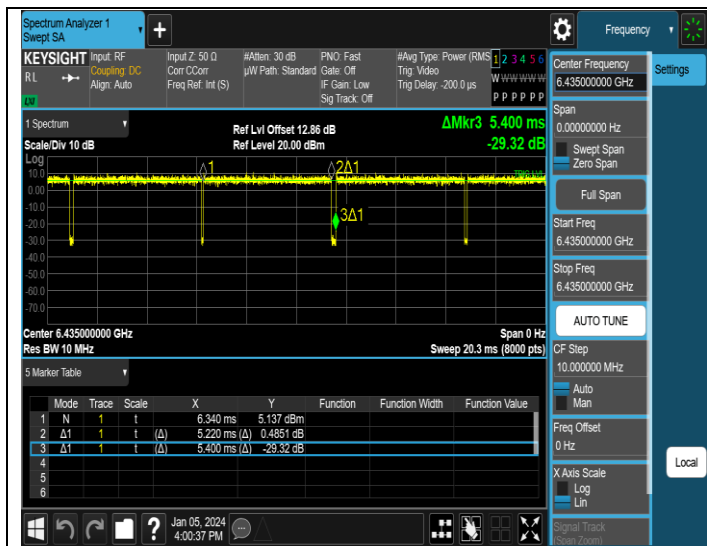 Spectrum Analyzer 1
Swept SA
+
Frequency
KEYSIGHT
RL
LXI
Input: RF
Coupling: DC
Align: Auto
Input Z: 50 Ω
Corr CCorr
Freq Ref: Int (S)
#Atten: 30 dB
µW Path: Standard
PNO: Fast
Gate: Off
IF Gain: Low
Sig Track: Off
#Avg Type: Power (RMS
Trig: Video
Trig Delay: -200.0 µs
1 2 3 4 5 6
W W W W W W
P P P P P P
Center Frequency
6.435000000 GHz
Settings
Span
0.00000000 Hz
Swept Span
Zero Span
Full Span
Start Freq
6.435000000 GHz
Stop Freq
6.435000000 GHz
AUTO TUNE
CF Step
10.000000 MHz
Auto
Man
Freq Offset
0 Hz
X Axis Scale
Log
Lin
Signal Track
(Span Zoom)
Local
1 Spectrum
Scale/Div 10 dB
Ref Lvl Offset 12.86 dB
Ref Level 20.00 dBm
ΔMkr3 5.400 ms
-29.32 dB
Log
10.0
0.00
-10.0
-20.0
-30.0
-40.0
-50.0
-60.0
-70.0
1
2Δ1
TRIG LVL
3Δ1
Center 6.435000000 GHz
Res BW 10 MHz
Span 0 Hz
Sweep 20.3 ms (8000 pts)
5 Marker Table
Mode Trace Scale X Y Function Function Width Function Value
1 N 1 t 6.340 ms 5.137 dBm
2 Δ1 1 t (Δ) 5.220 ms (Δ) 0.4851 dB
3 Δ1 1 t (Δ) 5.400 ms (Δ) -29.32 dB
4
5
6
?
Jan 05, 2024
4:00:37 PM